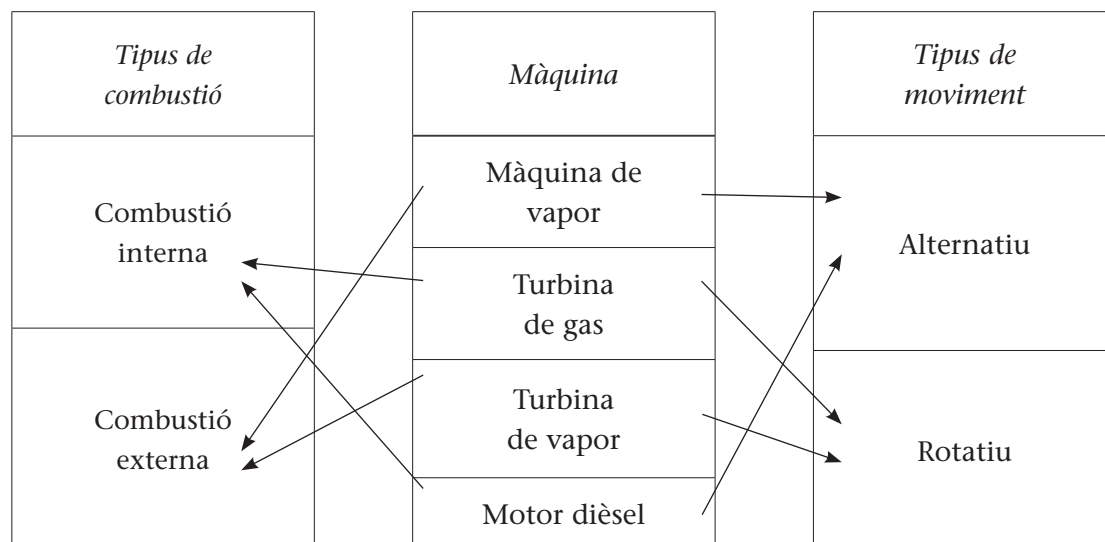 Tipus de
combustió
Màquina
Tipus de
moviment
Combustió
interna
Combustió
externa
Màquina de
vapor
Turbina
de gas
Turbina
de vapor
Motor dièsel
Alternatiu
Rotatiu